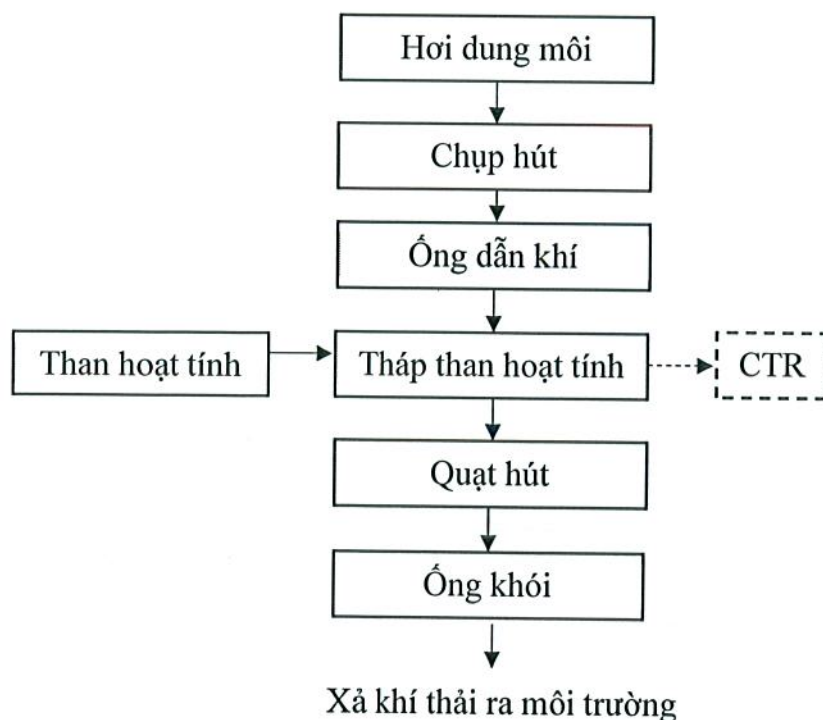 Hơi dung môi
Chụp hút
Ống dẫn khí
Than hoạt tính
Tháp than hoạt tính
CTR
Quạt hút
Ống khói
Xả khí thải ra môi trường